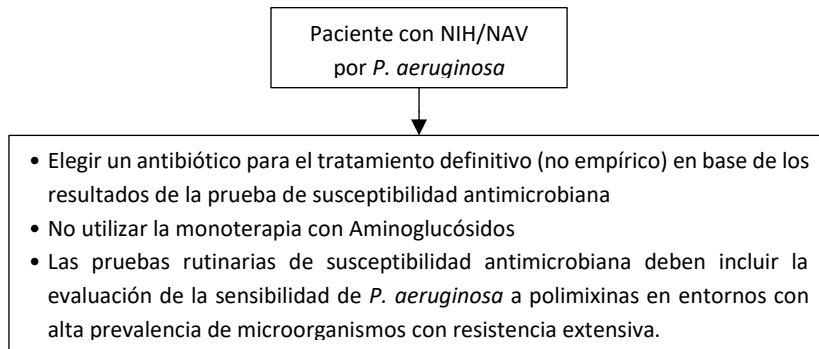 Paciente con NIH/NAV
por P. aeruginosa
• Elegir un antibiótico para el tratamiento definitivo (no empírico) en base de los
resultados de la prueba de susceptibilidad antimicrobiana
• No utilizar la monoterapia con Aminoglucósidos
• Las pruebas rutinarias de susceptibilidad antimicrobiana deben incluir la
evaluación de la sensibilidad de P. aeruginosa a polimixinas en entornos con
alta prevalencia de microorganismos con resistencia extensiva.